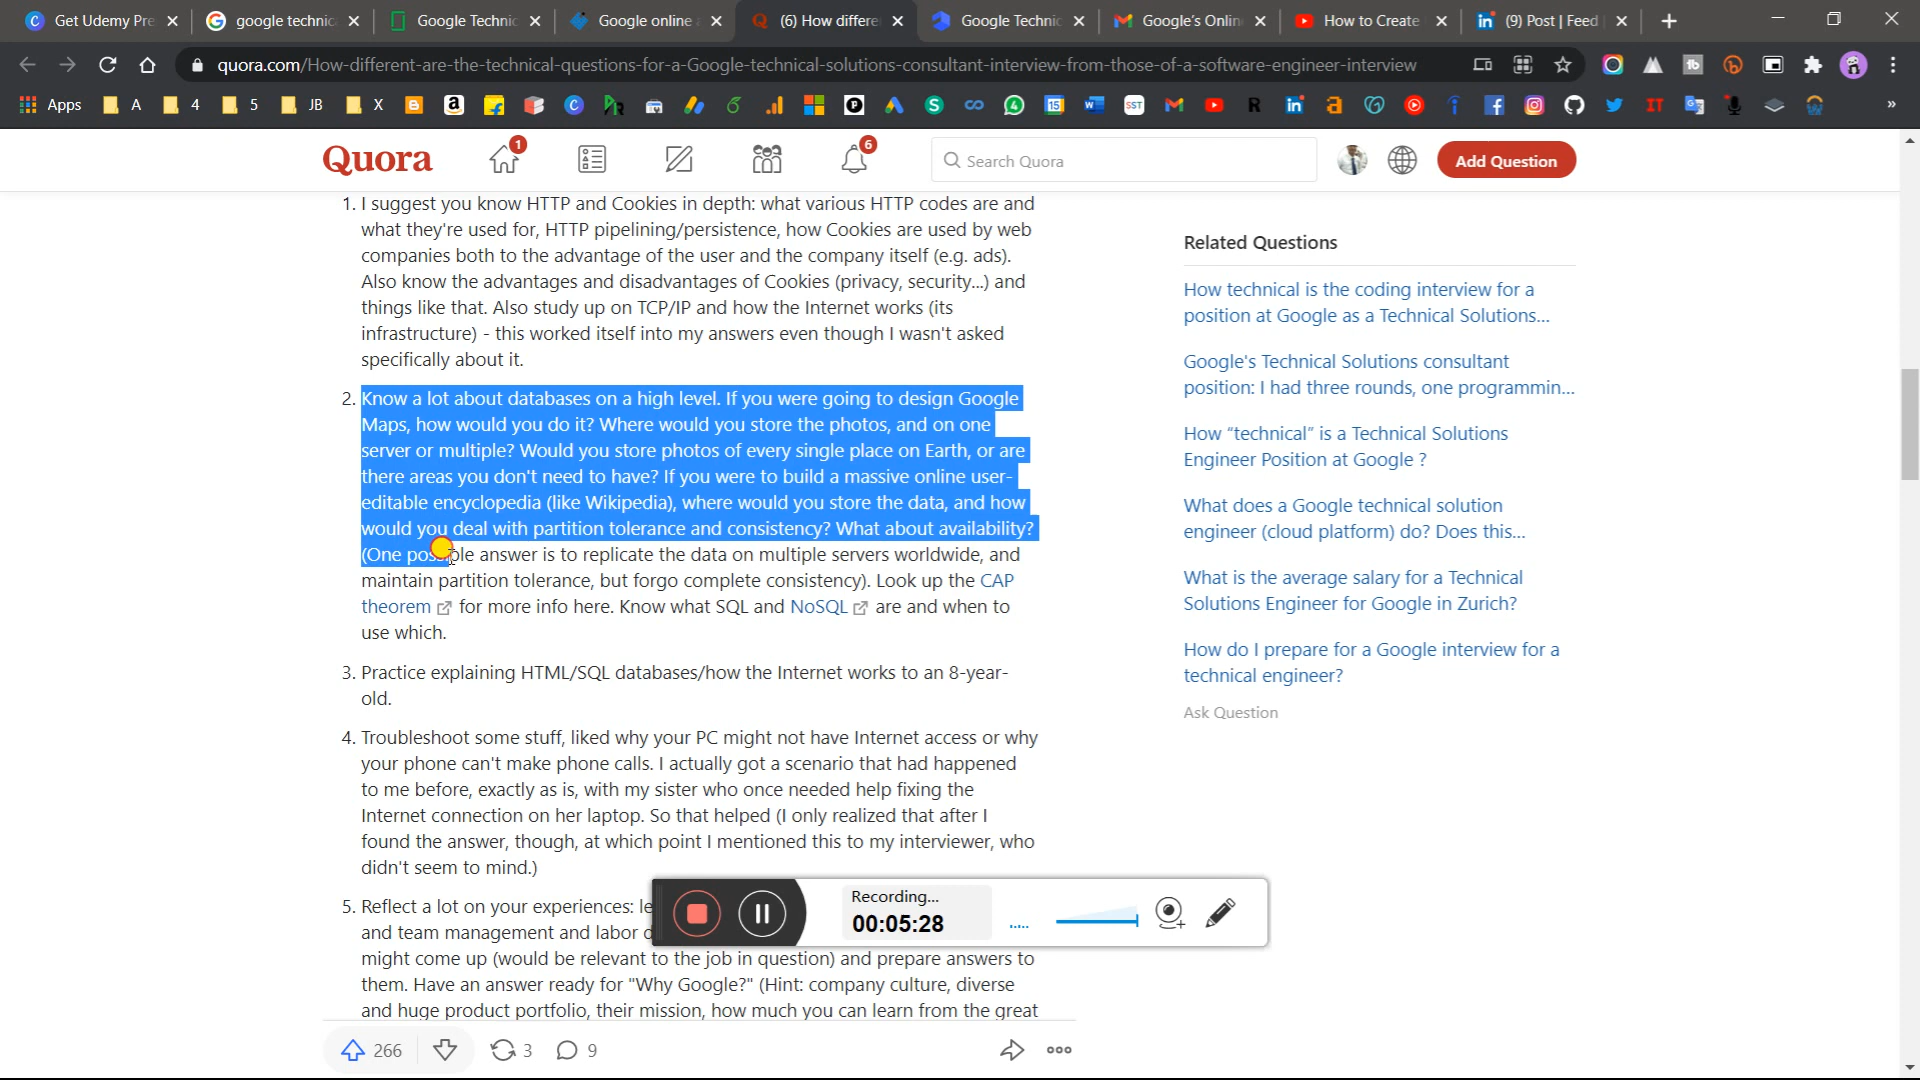 Get Udemy Pre
google technic
Google Technic
Google online
(6) How differe
Google Technic
Google's Onlin
How to Create
(9) Post | Feed
quora.com/How-different-are-the-technical-questions-for-a-Google-technical-solutions-consultant-interview-from-those-of-a-software-engineer-interview
Apps
A
4
5
JB
X
Quora
1
6
Search Quora
Add Question
1. I suggest you know HTTP and Cookies in depth: what various HTTP codes are and
what they're used for, HTTP pipelining/persistence, how Cookies are used by web
companies both to the advantage of the user and the company itself (e.g. ads).
Also know the advantages and disadvantages of Cookies (privacy, security...) and
things like that. Also study up on TCP/IP and how the Internet works (its
infrastructure) - this worked itself into my answers even though I wasn't asked
specifically about it.
2. Know a lot about databases on a high level. If you were going to design Google
Maps, how would you do it? Where would you store the photos, and on one
server or multiple? Would you store photos of every single place on Earth, or are
there areas you don't need to have? If you were to build a massive online user-
editable encyclopedia (like Wikipedia), where would you store the data, and how
would you deal with partition tolerance and consistency? What about availability?
(One possible answer is to replicate the data on multiple servers worldwide, and
maintain partition tolerance, but forgo complete consistency). Look up the CAP
theorem for more info here. Know what SQL and NoSQL are and when to
use which.
3. Practice explaining HTML/SQL databases/how the Internet works to an 8-year-
old.
4. Troubleshoot some stuff, liked why your PC might not have Internet access or why
your phone can't make phone calls. I actually got a scenario that had happened
to me before, exactly as is, with my sister who once needed help fixing the
Internet connection on her laptop. So that helped (I only realized that after I
found the answer, though, at which point I mentioned this to my interviewer, who
didn't seem to mind.)
5. Reflect a lot on your experiences: le
and team management and labor d
might come up (would be relevant to the job in question) and prepare answers to
them. Have an answer ready for "Why Google?" (Hint: company culture, diverse
and huge product portfolio, their mission, how much you can learn from the great
266
3
9
Related Questions
How technical is the coding interview for a
position at Google as a Technical Solutions...
Google's Technical Solutions consultant
position: I had three rounds, one programmin...
How "technical" is a Technical Solutions
Engineer Position at Google ?
What does a Google technical solution
engineer (cloud platform) do? Does this...
What is the average salary for a Technical
Solutions Engineer for Google in Zurich?
How do I prepare for a Google interview for a
technical engineer?
Ask Question
Recording...
00:05:28